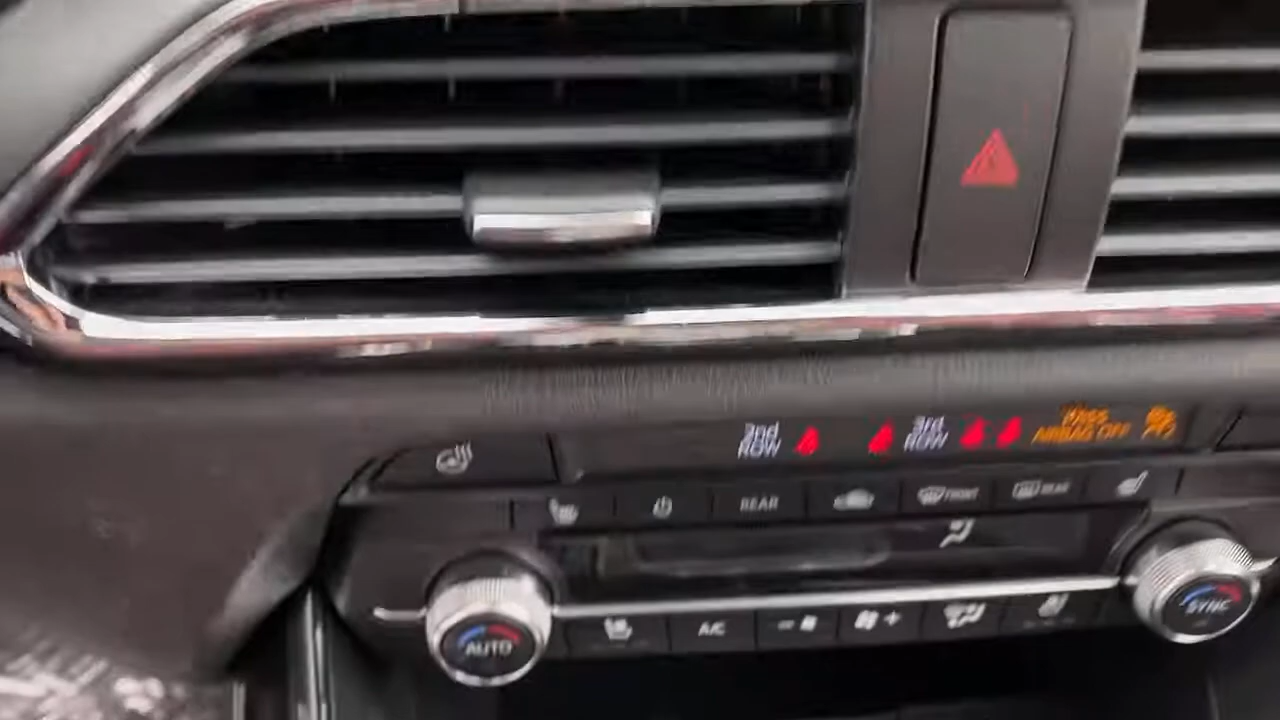 2nd ROW
3rd ROW
PASS AIRBAG OFF
REAR
FRONT
REAR
AUTO
A/C
- +
SYNC